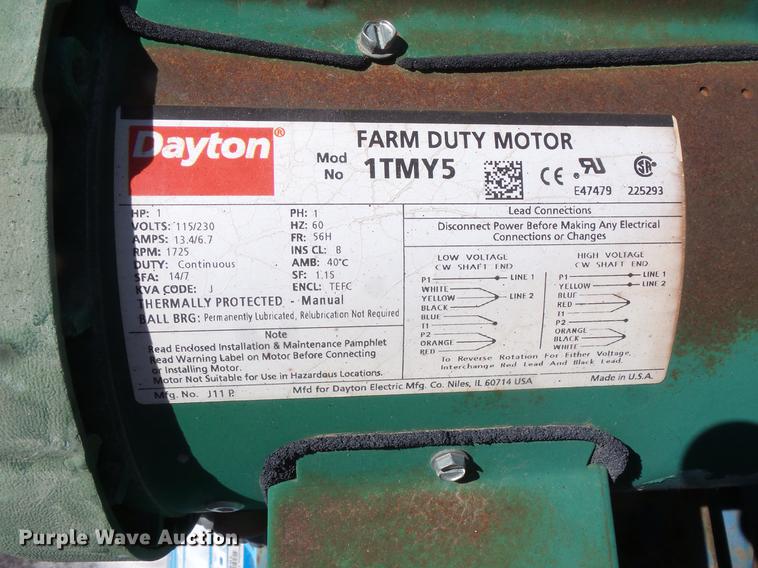 Dayton®
FARM DUTY MOTOR
Mod No 1TMY5
CE
E47479
SA
225293
HP: 1 PH: 1
VOLTS: 115/230 HZ: 60
AMPS: 13.4/6.7 FR: 56H
RPM: 1725 INS CL: B
DUTY: Continuous AMB: 40°C
SFA: 14/7 SF: 1.15
KVA CODE: J ENCL: TEFC
THERMALLY PROTECTED - Manual
BALL BRG: Permanently Lubricated, Relubrication Not Required
Note
Read Enclosed Installation & Maintenance Pamphlet
Read Warning Label on Motor Before Connecting
or Installing Motor.
Motor Not Suitable for Use in Hazardous Locations.
Mfg. No. J11 P.
Mfd for Dayton Electric Mfg. Co. Niles, IL 60714 USA
Made in U.S.A.
Lead Connections
Disconnect Power Before Making Any Electrical
Connections or Changes
LOW VOLTAGE
CW SHAFT END
P1 LINE 1
WHITE
YELLOW LINE 2
BLACK
BLUE
T1
P2
ORANGE
RED
HIGH VOLTAGE
CW SHAFT END
P1 LINE 1
YELLOW LINE 2
BLUE
RED
T1
P2
ORANGE
BLACK
WHITE
To Reverse Rotation For Either Voltage,
Interchange Red Lead And Black Lead.
Purple Wave Auction